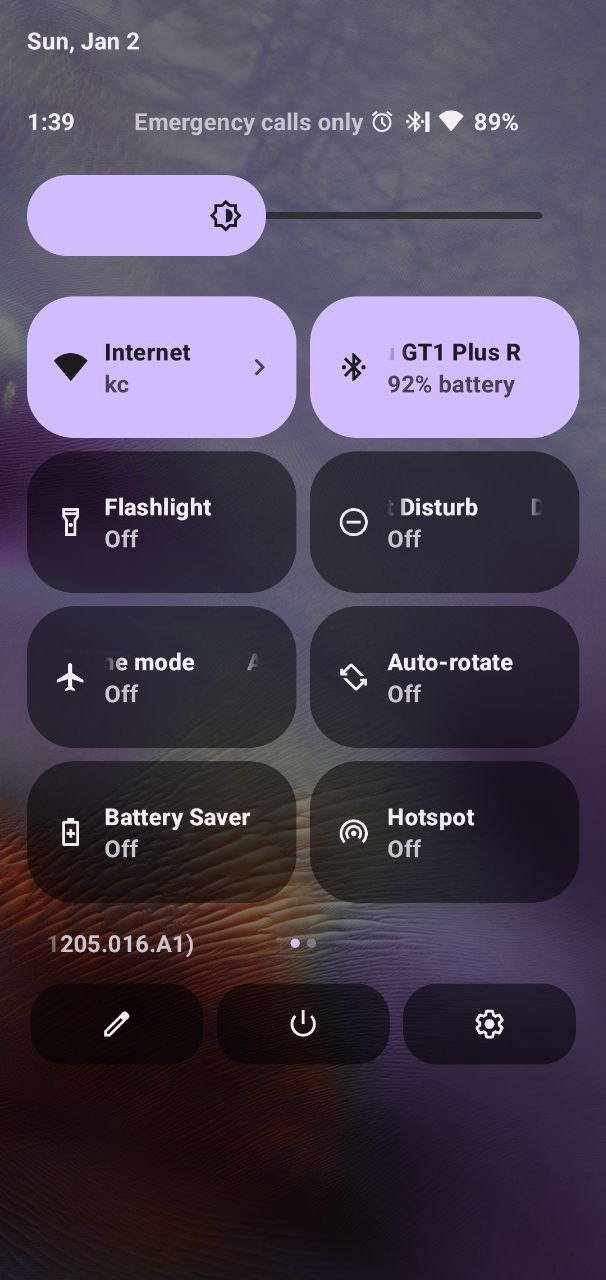 Sun, Jan 2
1:39 Emergency calls only 89%
Internet
kc
GT1 Plus R
92% battery
Flashlight
Off
Disturb
Off
mode
Off
Auto-rotate
Off
Battery Saver
Off
Hotspot
Off
1205.016.A1)